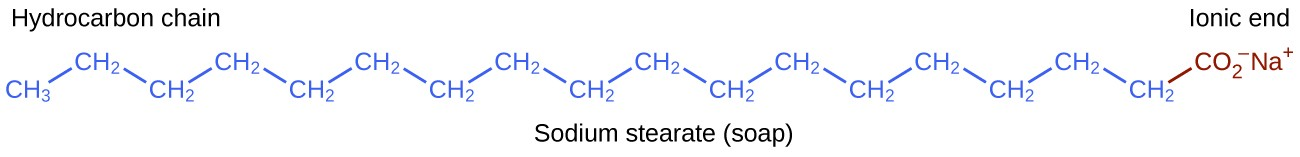 Hydrocarbon chain Ionic end
CH₂ CH₂ CH₂ CH₂ CH₂ CH₂ CH₂ CH₂ CO₂⁻Na⁺
CH₃ CH₂ CH₂ CH₂ CH₂ CH₂ CH₂ CH₂ CH₂
Sodium stearate (soap)